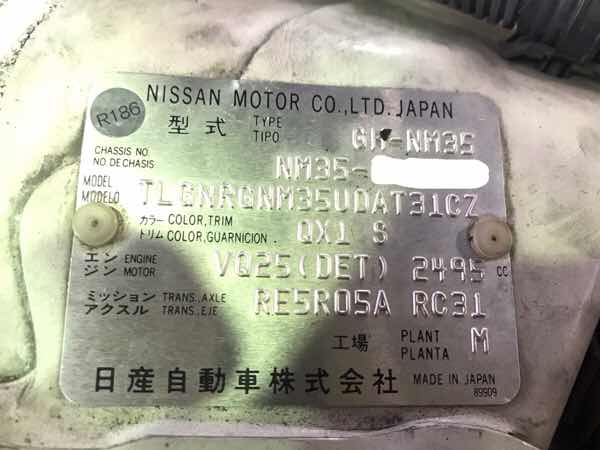 R186
NISSAN MOTOR CO.,LTD. JAPAN
型式 TYPE TIPO GH-NM35
CHASSIS NO. NO. DE CHASIS NM35-
MODEL MODELO TLGNRGNM35UDAT31CZ
カラー COLOR, TRIM
トリム COLOR, GUARNICION QX1 S
エンジン ENGINE MOTOR VQ25(DET) 2495 CC
ミッション TRANS., AXLE
アクスル TRANS., EJE RE5R05A RC31
工場 PLANT PLANTA M
日産自動車株式会社 MADE IN JAPAN
89909